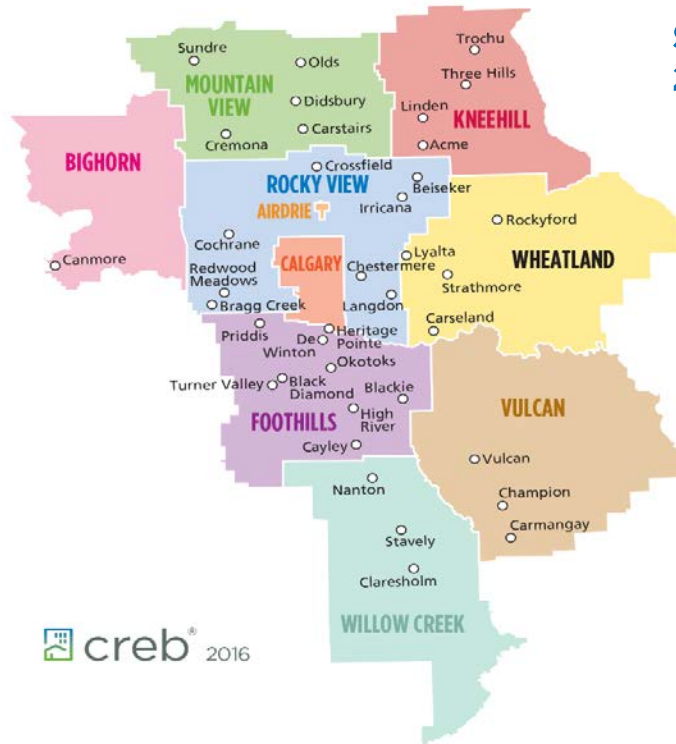 Sundre
Olds
MOUNTAIN
VIEW
Didsbury
Carstairs
Cremona
Trochu
Three Hills
Linden
KNEEHILL
Acme
BIGHORN
Canmore
Crossfield
ROCKY VIEW
Beiseker
AIRDRIE
Irricana
Cochrane
CALGARY
Chestermere
Redwood
Meadows
Bragg Creek
Langdon
Rockyford
Lyalta
WHEATLAND
Strathmore
Carseland
Priddis
Heritage
Pointe
De
Winton
Okotoks
Turner Valley
Black
Diamond
Blackie
FOOTHILLS
High
River
Cayley
VULCAN
Vulcan
Champion
Carmangay
Nanton
Stavely
Claresholm
WILLOW CREEK
creb® 2016